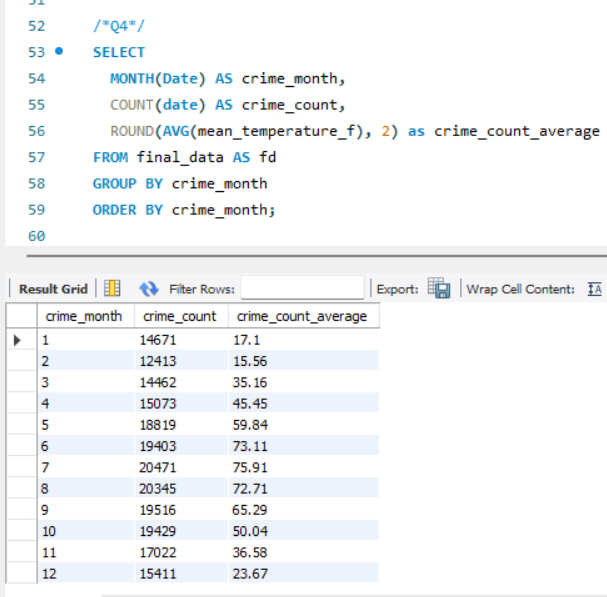 51
52 /*Q4*/
53 SELECT
54 MONTH(Date) AS crime_month,
55 COUNT(date) AS crime_count,
56 ROUND(AVG(mean_temperature_f), 2) as crime_count_average
57 FROM final_data AS fd
58 GROUP BY crime_month
59 ORDER BY crime_month;
60
Result Grid Filter Rows: Export: Wrap Cell Content: IA
crime_month crime_count crime_count_average
1 14671 17.1
2 12413 15.56
3 14462 35.16
4 15073 45.45
5 18819 59.84
6 19403 73.11
7 20471 75.91
8 20345 72.71
9 19516 65.29
10 19429 50.04
11 17022 36.58
12 15411 23.67